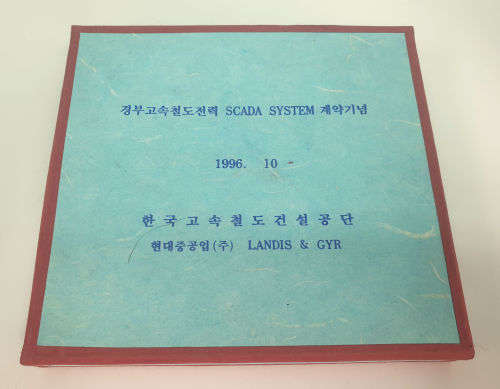 경부고속철도전력 SCADA SYSTEM 계약기념
1996. 10 -
한국고속철도건설공단
현대중공업(주) LANDIS & GYR